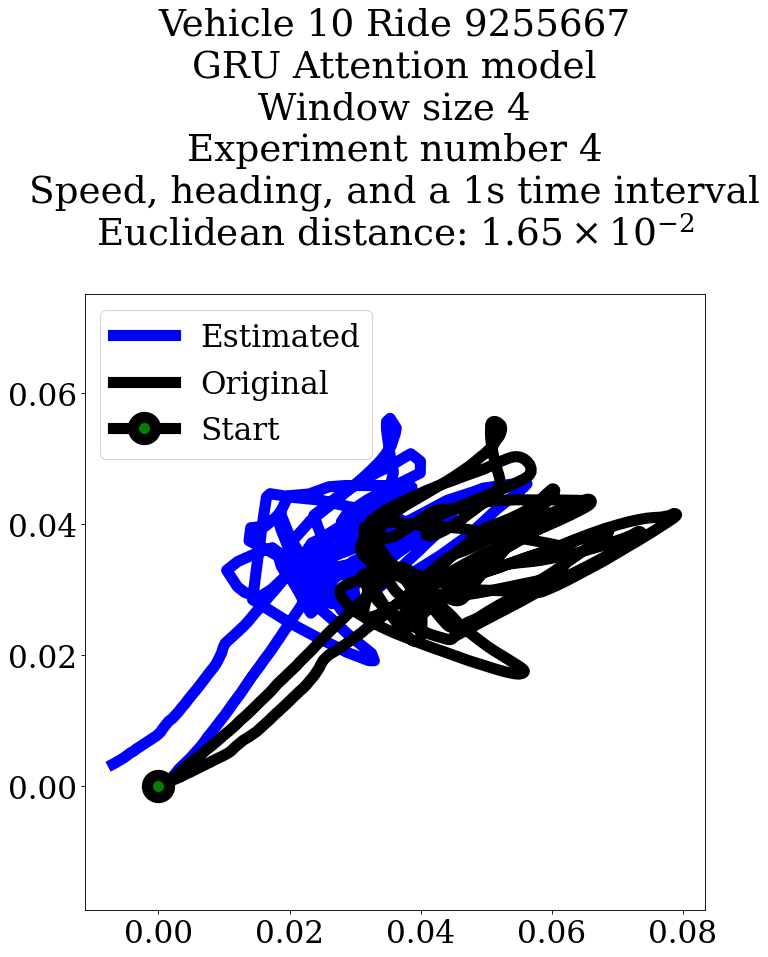 Vehicle 10 Ride 9255667
GRU Attention model
Window size 4
Experiment number 4
Speed, heading, and a 1s time interval
Euclidean distance: 1.65 × 10⁻²
Estimated
Original
Start
0.06
0.04
0.02
0.00
0.00 0.02 0.04 0.06 0.08